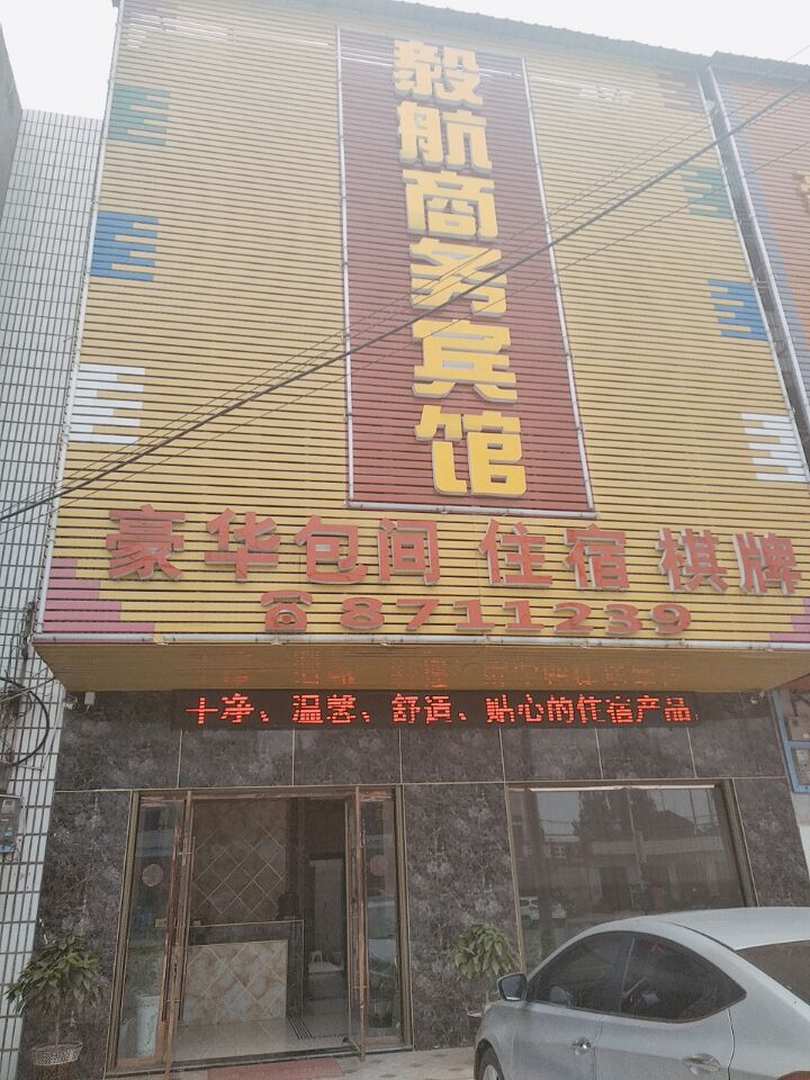 毅航商务宾馆
豪华包间 住宿 棋牌
☎8711239
干净、温馨、舒适、贴心的住宿产品